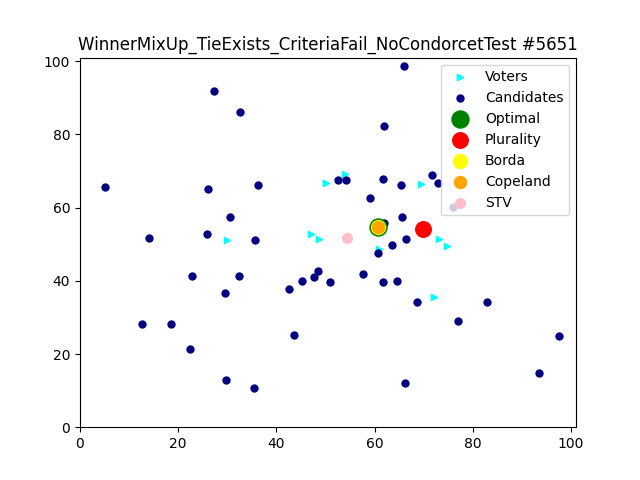 WinnerMixUp_TieExists_CriteriaFail_NoCondorcetTest #5651
100
80
60
40
20
0
0 20 40 60 80 100
Voters
Candidates
Optimal
Plurality
Borda
Copeland
STV